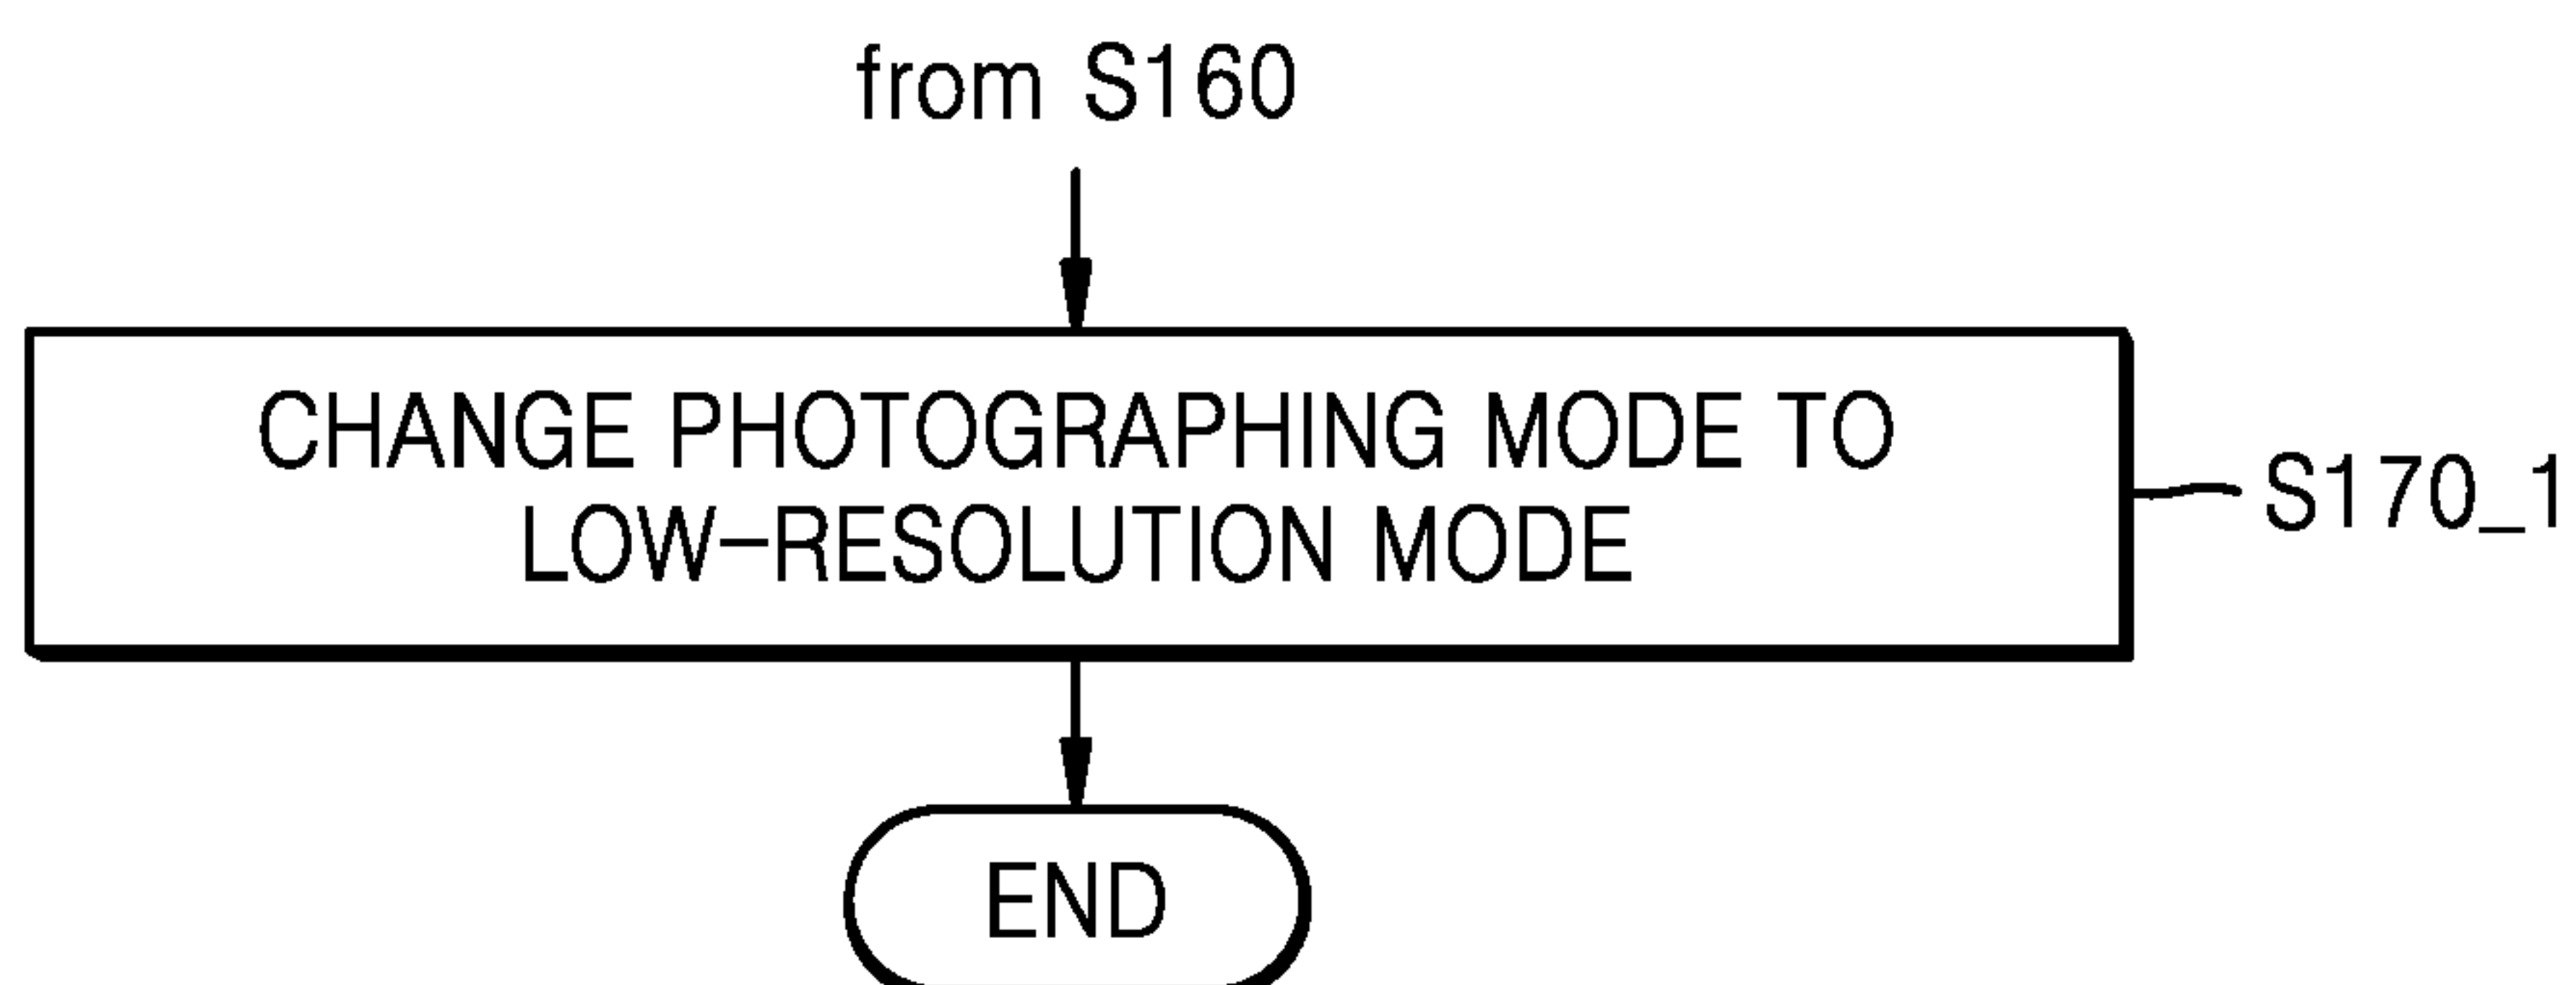 from S160
CHANGE PHOTOGRAPHING MODE TO
LOW-RESOLUTION MODE
S170_1
END